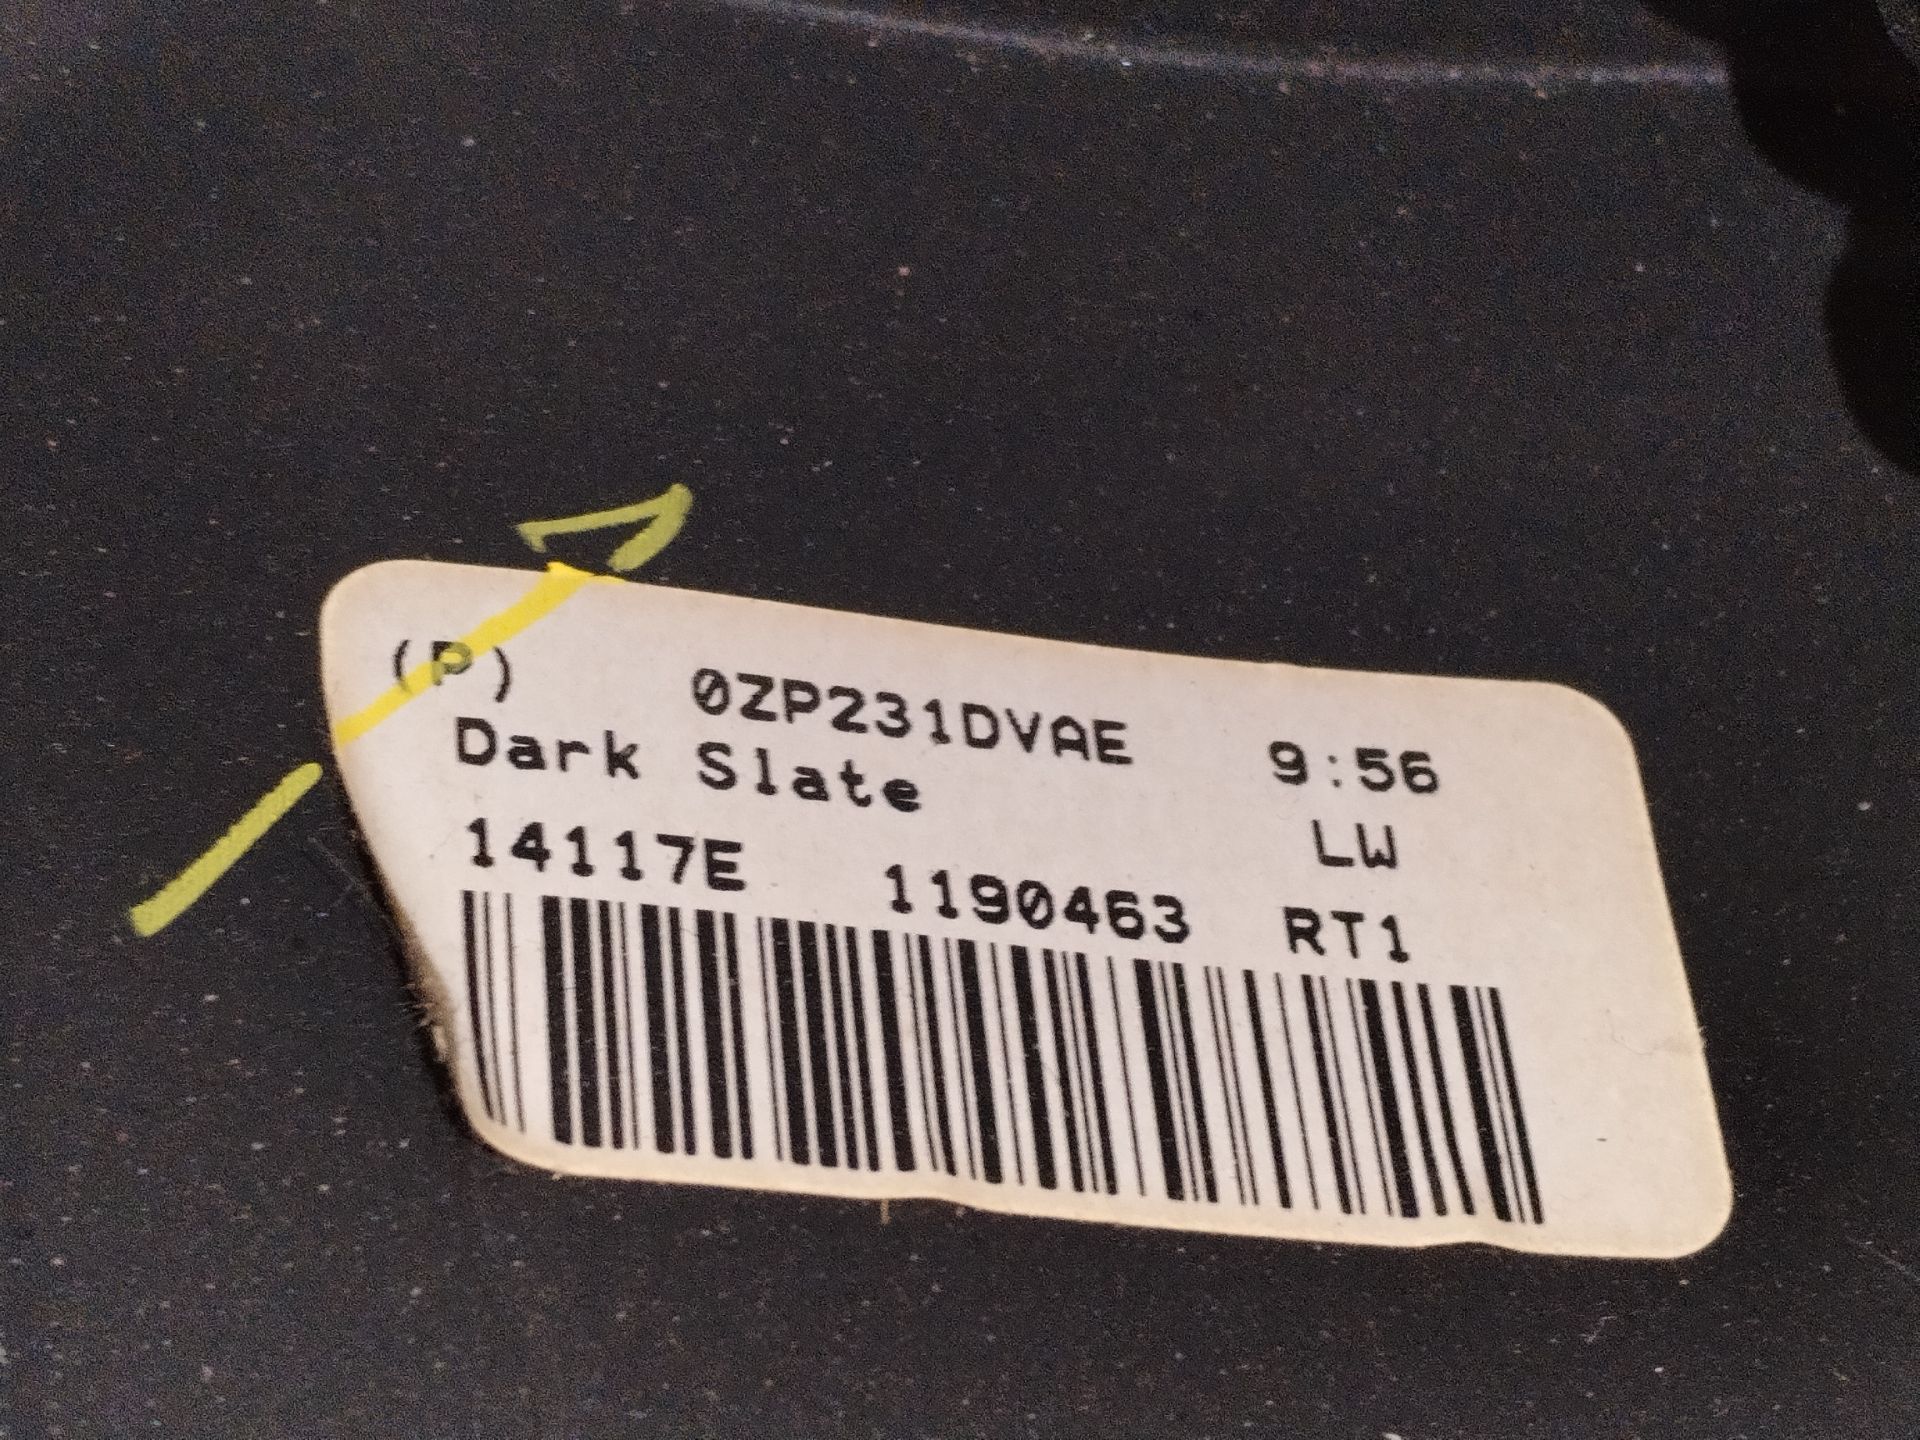 (P) 0ZP231DVAE 9:56
Dark Slate LW
14117E 1190463 RT1